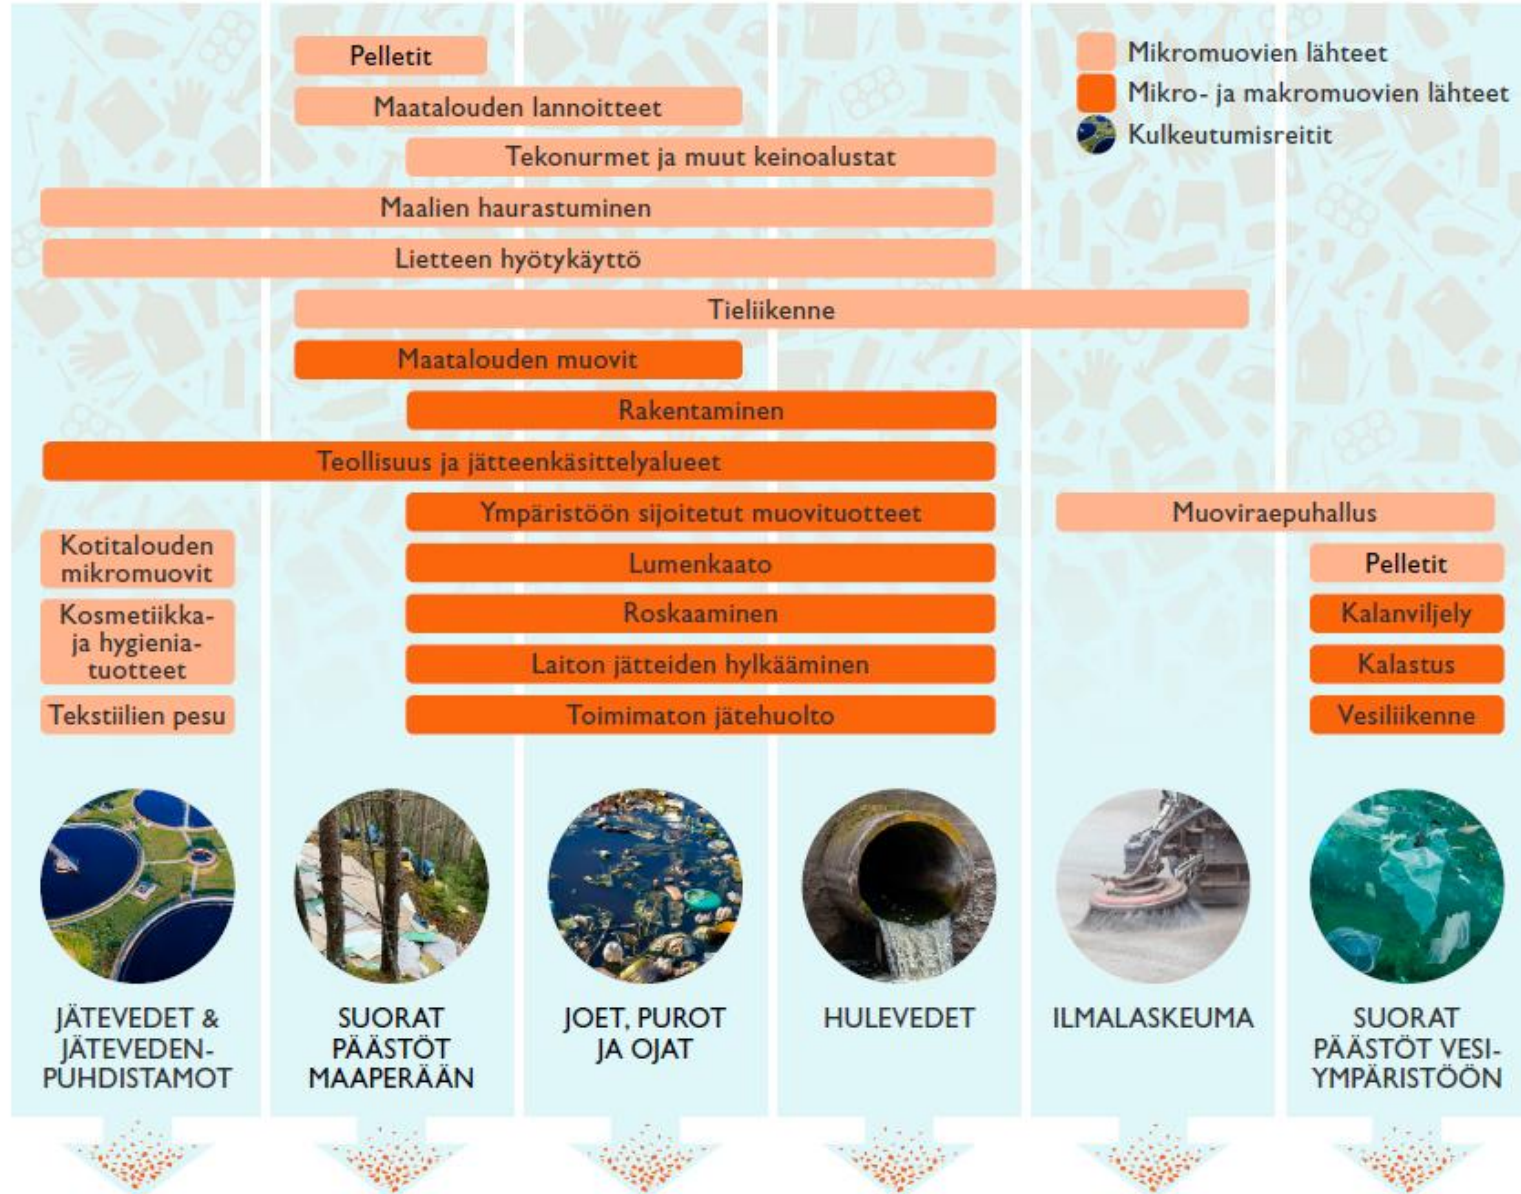 Pelletit
Maatalouden lannoitteet
Tekonurmet ja muut keinoalustat
Maalien haurastuminen
Lietteen hyötykäyttö
Tieliikenne
Maatalouden muovit
Rakentaminen
Teollisuus ja jätteenkäsittelyalueet
Ympäristöön sijoitetut muovituotteet
Lumenkaato
Roskaaminen
Laiton jätteiden hylkääminen
Toimimaton jätehuolto
Mikromuovien lähteet
Mikro- ja makromuovien lähteet
Kulkeutumisreitit
Kotitalouden
mikromuovit
Kosmetiikka-
ja hygienia-
tuotteet
Tekstiilien pesu
Muoviraepuhallus
Pelletit
Kalanviljely
Kalastus
Vesiliikenne
JÄTEVEDET &
JÄTEVEDEN-
PUHDISTAMOT
SUORAT
PÄÄSTÖT
MAAPERÄÄN
JOET, PUROT
JA OJAT
HULEVEDET
ILMALASKEUMA
SUORAT
PÄÄSTÖT VESI-
YMPÄRISTÖÖN